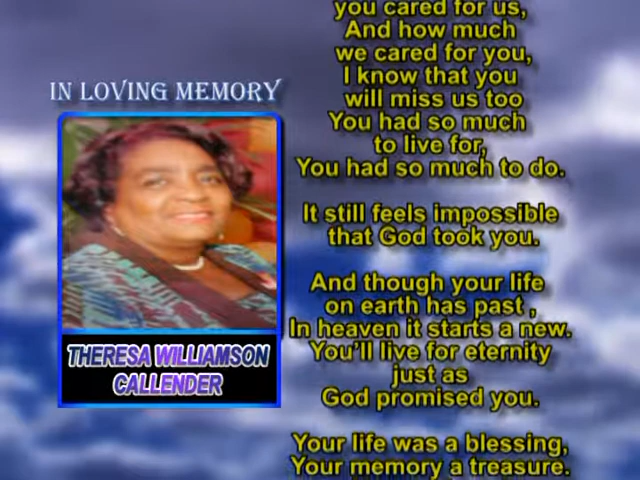 IN LOVING MEMORY
THERESA WILLIAMSON
CALLENDER
you cared for us,
And how much
we cared for you,
I know that you
will miss us too
You had so much
to live for,
You had so much to do.
It still feels impossible
that God took you.
And though your life
on earth has past ,
In heaven it starts a new.
You'll live for eternity
just as
God promised you.
Your life was a blessing,
Your memory a treasure.